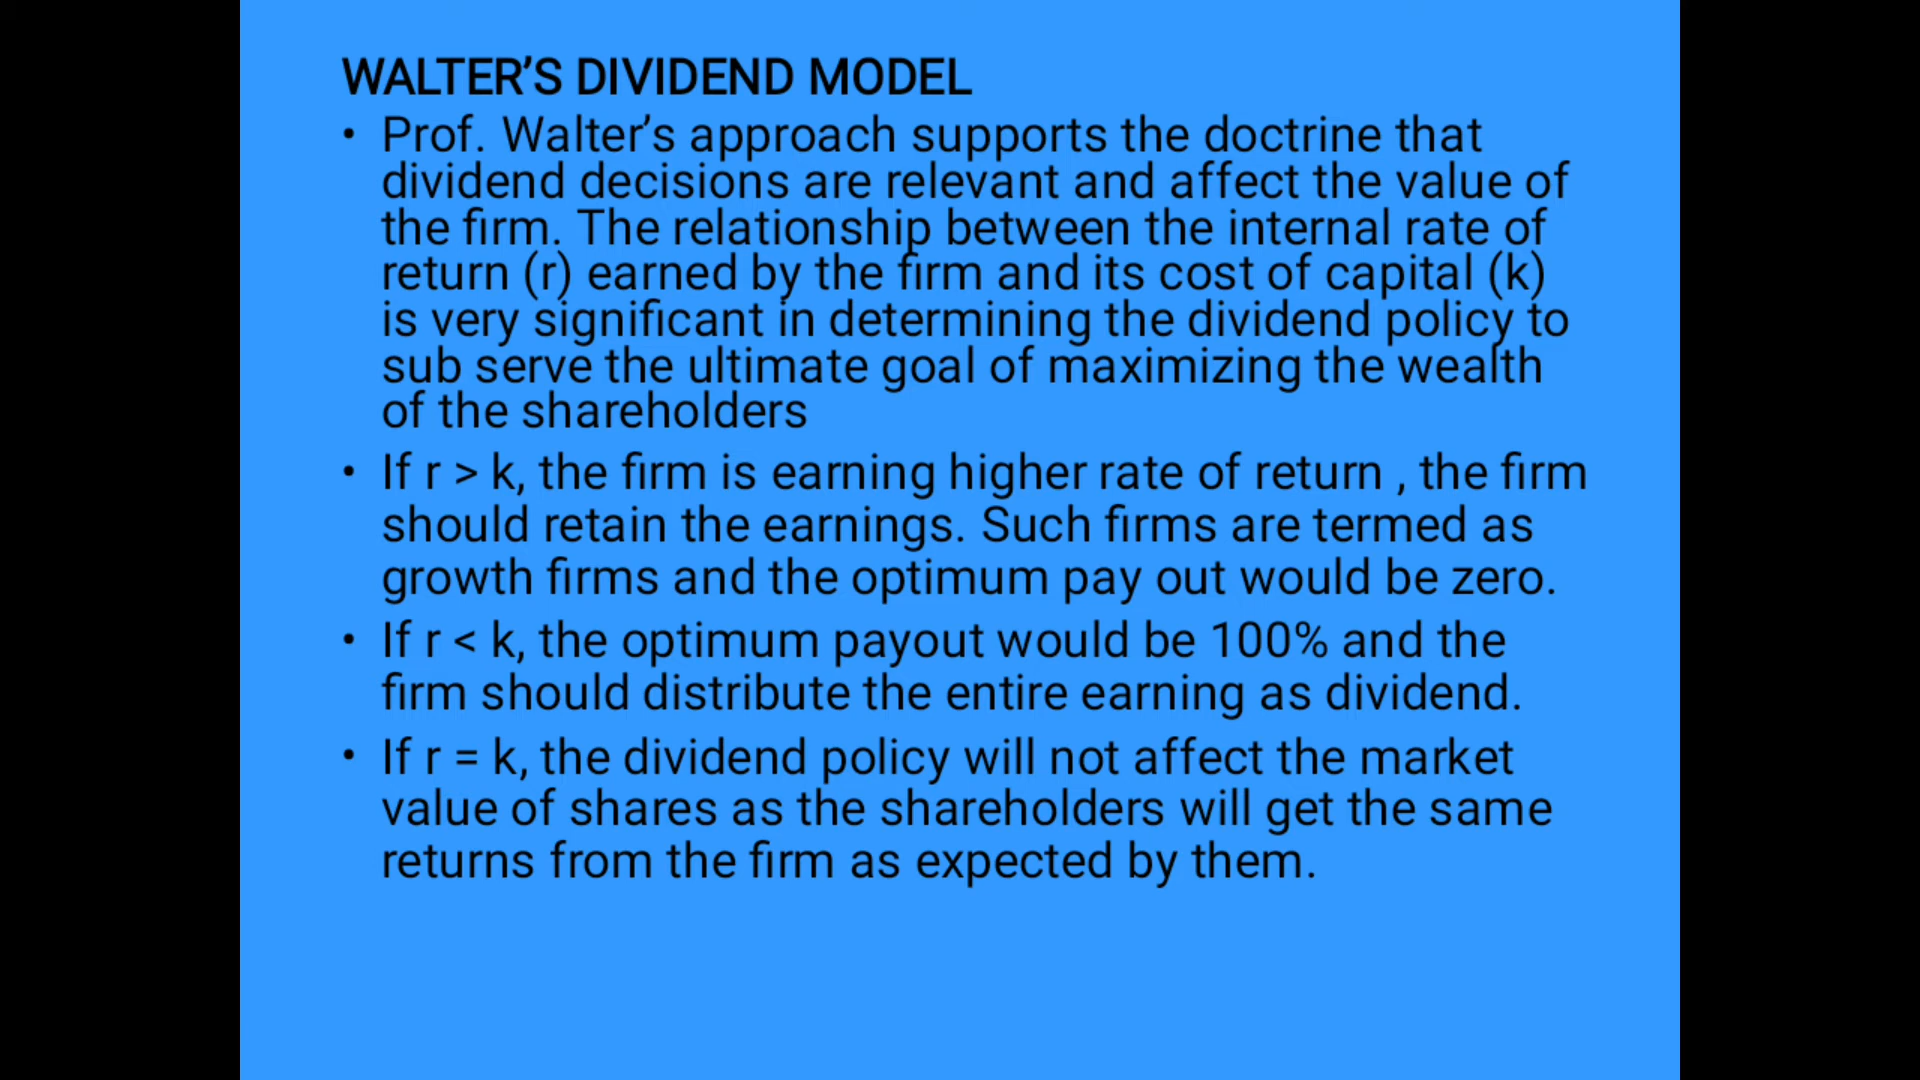 WALTER’S DIVIDEND MODEL
• Prof. Walter’s approach supports the doctrine that
dividend decisions are relevant and affect the value of
the firm. The relationship between the internal rate of
return (r) earned by the firm and its cost of capital (k)
is very significant in determining the dividend policy to
sub serve the ultimate goal of maximizing the wealth
of the shareholders
• If r > k, the firm is earning higher rate of return , the firm
should retain the earnings. Such firms are termed as
growth firms and the optimum pay out would be zero.
• If r < k, the optimum payout would be 100% and the
firm should distribute the entire earning as dividend.
• If r = k, the dividend policy will not affect the market
value of shares as the shareholders will get the same
returns from the firm as expected by them.